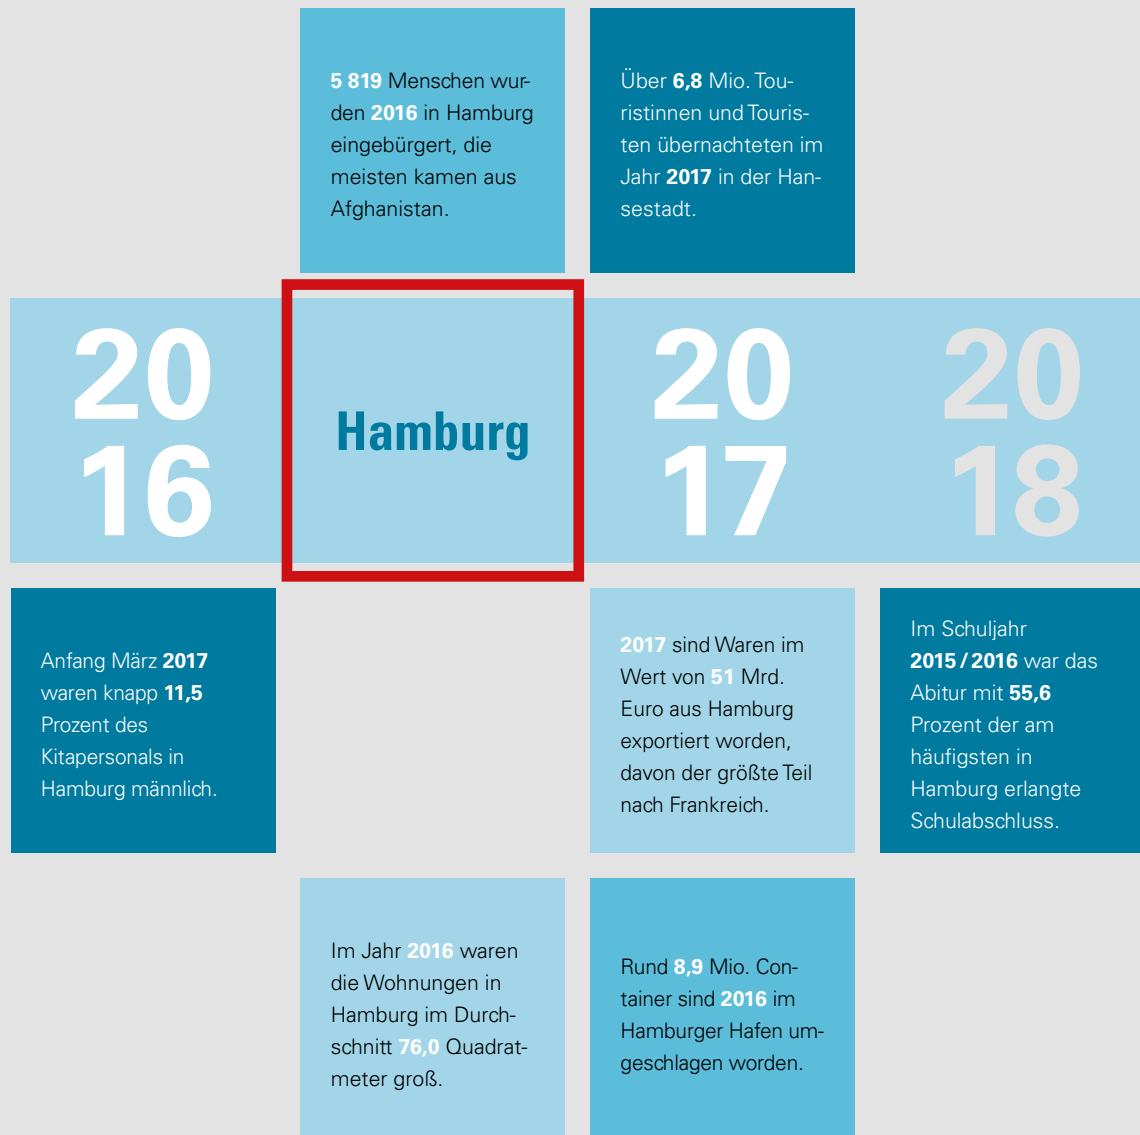 5 819 Menschen wur-
den 2016 in Hamburg
eingebürgert, die
meisten kamen aus
Afghanistan.
Über 6,8 Mio. Tou-
ristinnen und Touris-
ten übernachteten im
Jahr 2017 in der Han-
sestadt.
20
16
Hamburg
20
17
20
18
Anfang März 2017
waren knapp 11,5
Prozent des
Kitapersonals in
Hamburg männlich.
2017 sind Waren im
Wert von 51 Mrd.
Euro aus Hamburg
exportiert worden,
davon der größte Teil
nach Frankreich.
Im Schuljahr
2015 / 2016 war das
Abitur mit 55,6
Prozent der am
häufigsten in
Hamburg erlangte
Schulabschluss.
Im Jahr 2016 waren
die Wohnungen in
Hamburg im Durch-
schnitt 76,0 Quadrat-
meter groß.
Rund 8,9 Mio. Con-
tainer sind 2016 im
Hamburger Hafen um-
geschlagen worden.